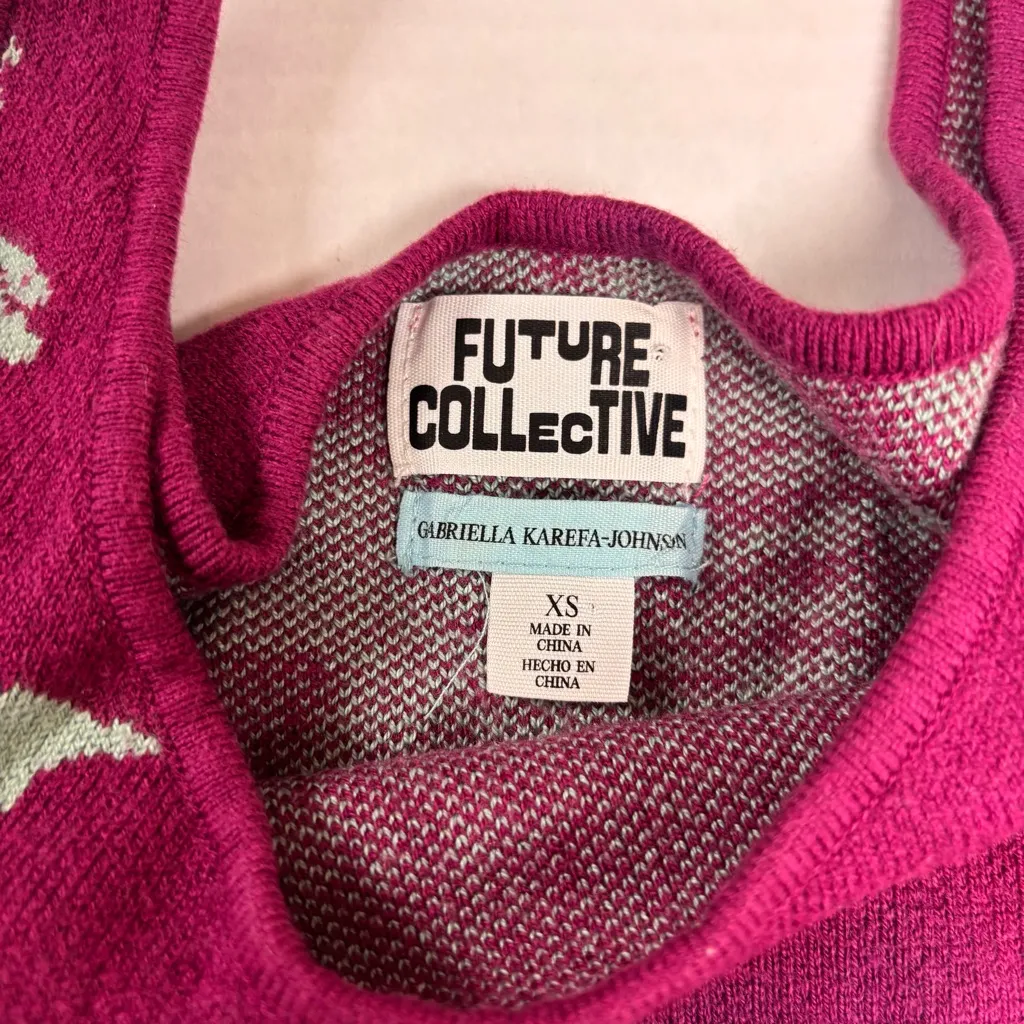 FUTURE
COLLECTIVE
GABRIELLA KAREFA-JOHNSON
XS
MADE IN
CHINA
HECHO EN
CHINA